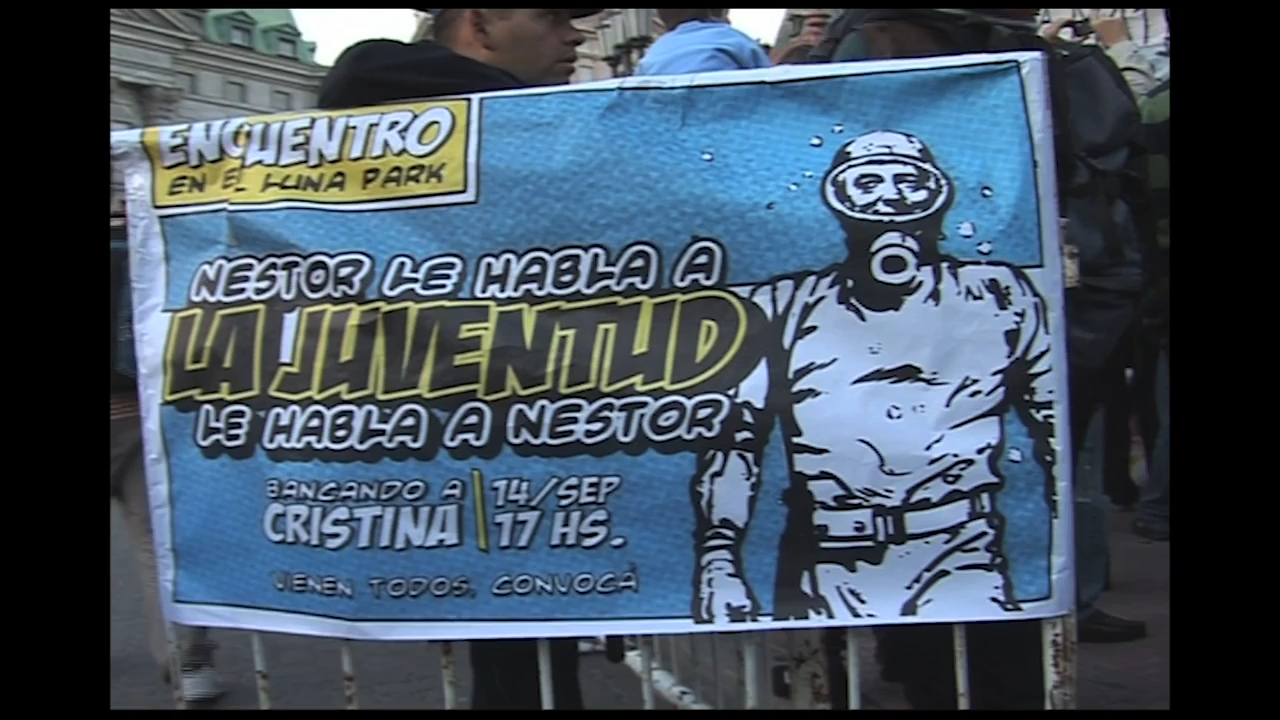 ENCUENTRO
EN EL LUNA PARK
NESTOR LE HABLA A
LA JUVENTUD
LE HABLA A NESTOR
BANCANDO A
CRISTINA
14/SEP
17 HS.
VIENEN TODOS, CONVOCÁ